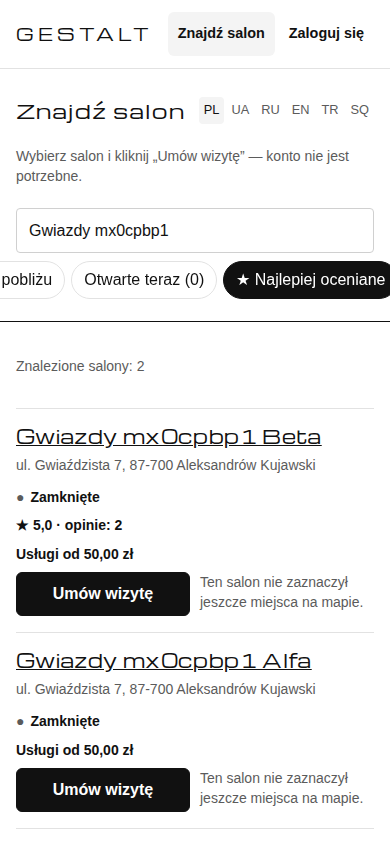 GESTALT
Znajdź salon
Zaloguj się
Znajdź salon
PL UA RU EN TR SQ
Wybierz salon i kliknij „Umów wizytę” — konto nie jest
potrzebne.
Gwiazdy mx0cpbp1
pobliżu
Otwarte teraz (0)
★ Najlepiej oceniane
Znalezione salony: 2
Gwiazdy mx0cpbp1 Beta
ul. Gwiaździsta 7, 87-700 Aleksandrów Kujawski
● Zamknięte
★ 5,0 · opinie: 2
Usługi od 50,00 zł
Umów wizytę
Ten salon nie zaznaczył
jeszcze miejsca na mapie.
Gwiazdy mx0cpbp1 Alfa
ul. Gwiaździsta 7, 87-700 Aleksandrów Kujawski
● Zamknięte
Usługi od 50,00 zł
Umów wizytę
Ten salon nie zaznaczył
jeszcze miejsca na mapie.